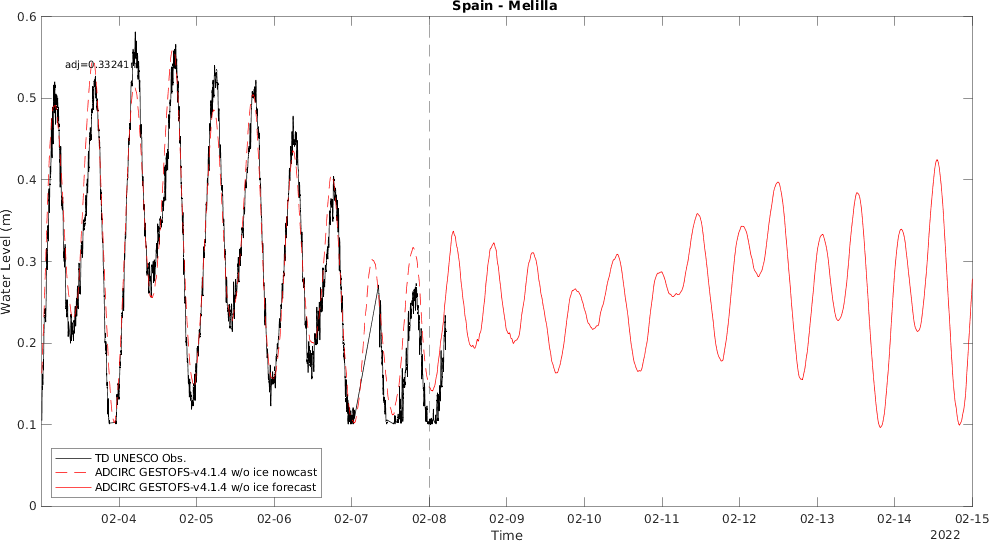 Spain - Melilla
0.6
adj=0.33241
0.5
0.4
0.3
0.2
0.1
0
Water Level (m)
TD UNESCO Obs.
ADCIRC GESTOFS-v4.1.4 w/o ice nowcast
ADCIRC GESTOFS-v4.1.4 w/o ice forecast
02-04 02-05 02-06 02-07 02-08 02-09 02-10 02-11 02-12 02-13 02-14 02-15
Time
2022